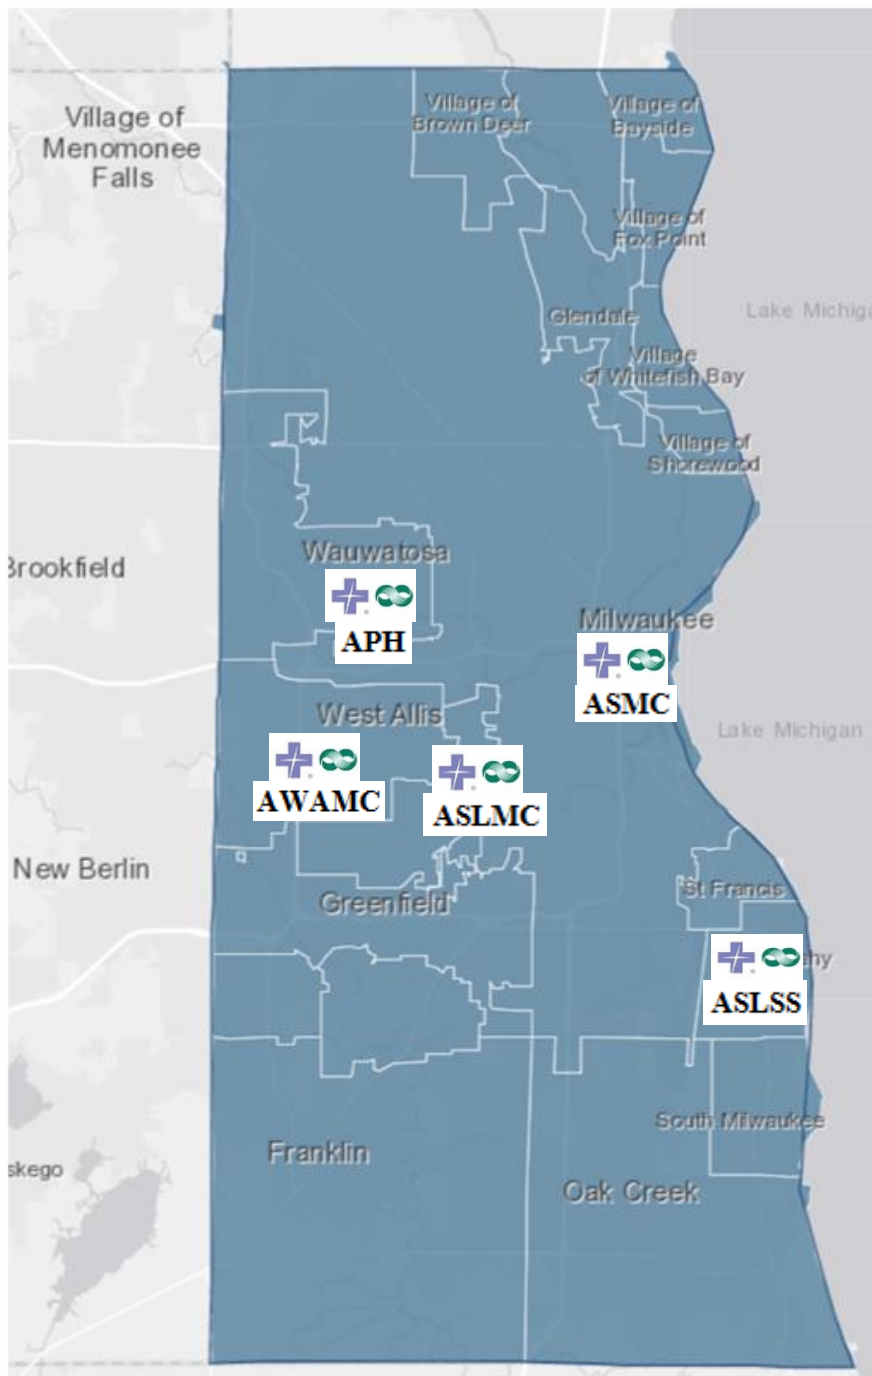 Village of
Menomonee
Falls
Village of
Brown Deer
Village of
Bayside
Village of
Fox Point
Lake Michiga
Glendale
Village
of Whitefish Bay
Village of
Shorewood
Brookfield
Wauwatosa
APH
Milwaukee
ASMC
West Allis
Lake Michigan
AWAMC
ASLMC
New Berlin
St Francis
Greenfield
hy
ASLSS
South Milwaukee
Franklin
skego
Oak Creek